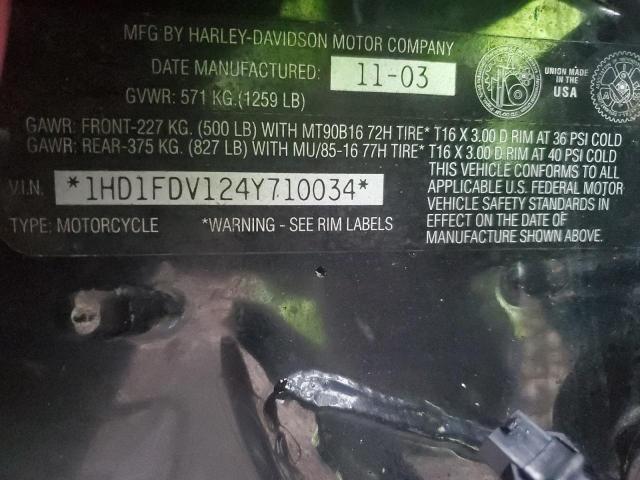 MFG BY HARLEY-DAVIDSON MOTOR COMPANY
DATE MANUFACTURED: 11-03
GVWR: 571 KG.(1259 LB)
UNION MADE
IN THE
USA
GAWR: FRONT-227 KG. (500 LB) WITH MT90B16 72H TIRE* T16 X 3.00 D RIM AT 36 PSI COLD
GAWR: REAR-375 KG. (827 LB) WITH MU/85-16 77H TIRE* T16 X 3.00 D RIM AT 40 PSI COLD
THIS VEHICLE CONFORMS TO ALL
APPLICABLE U.S. FEDERAL MOTOR
VEHICLE SAFETY STANDARDS IN
EFFECT ON THE DATE OF
MANUFACTURE SHOWN ABOVE.
V.I.N. *1HD1FDV124Y710034*
TYPE: MOTORCYCLE *WARNING - SEE RIM LABELS